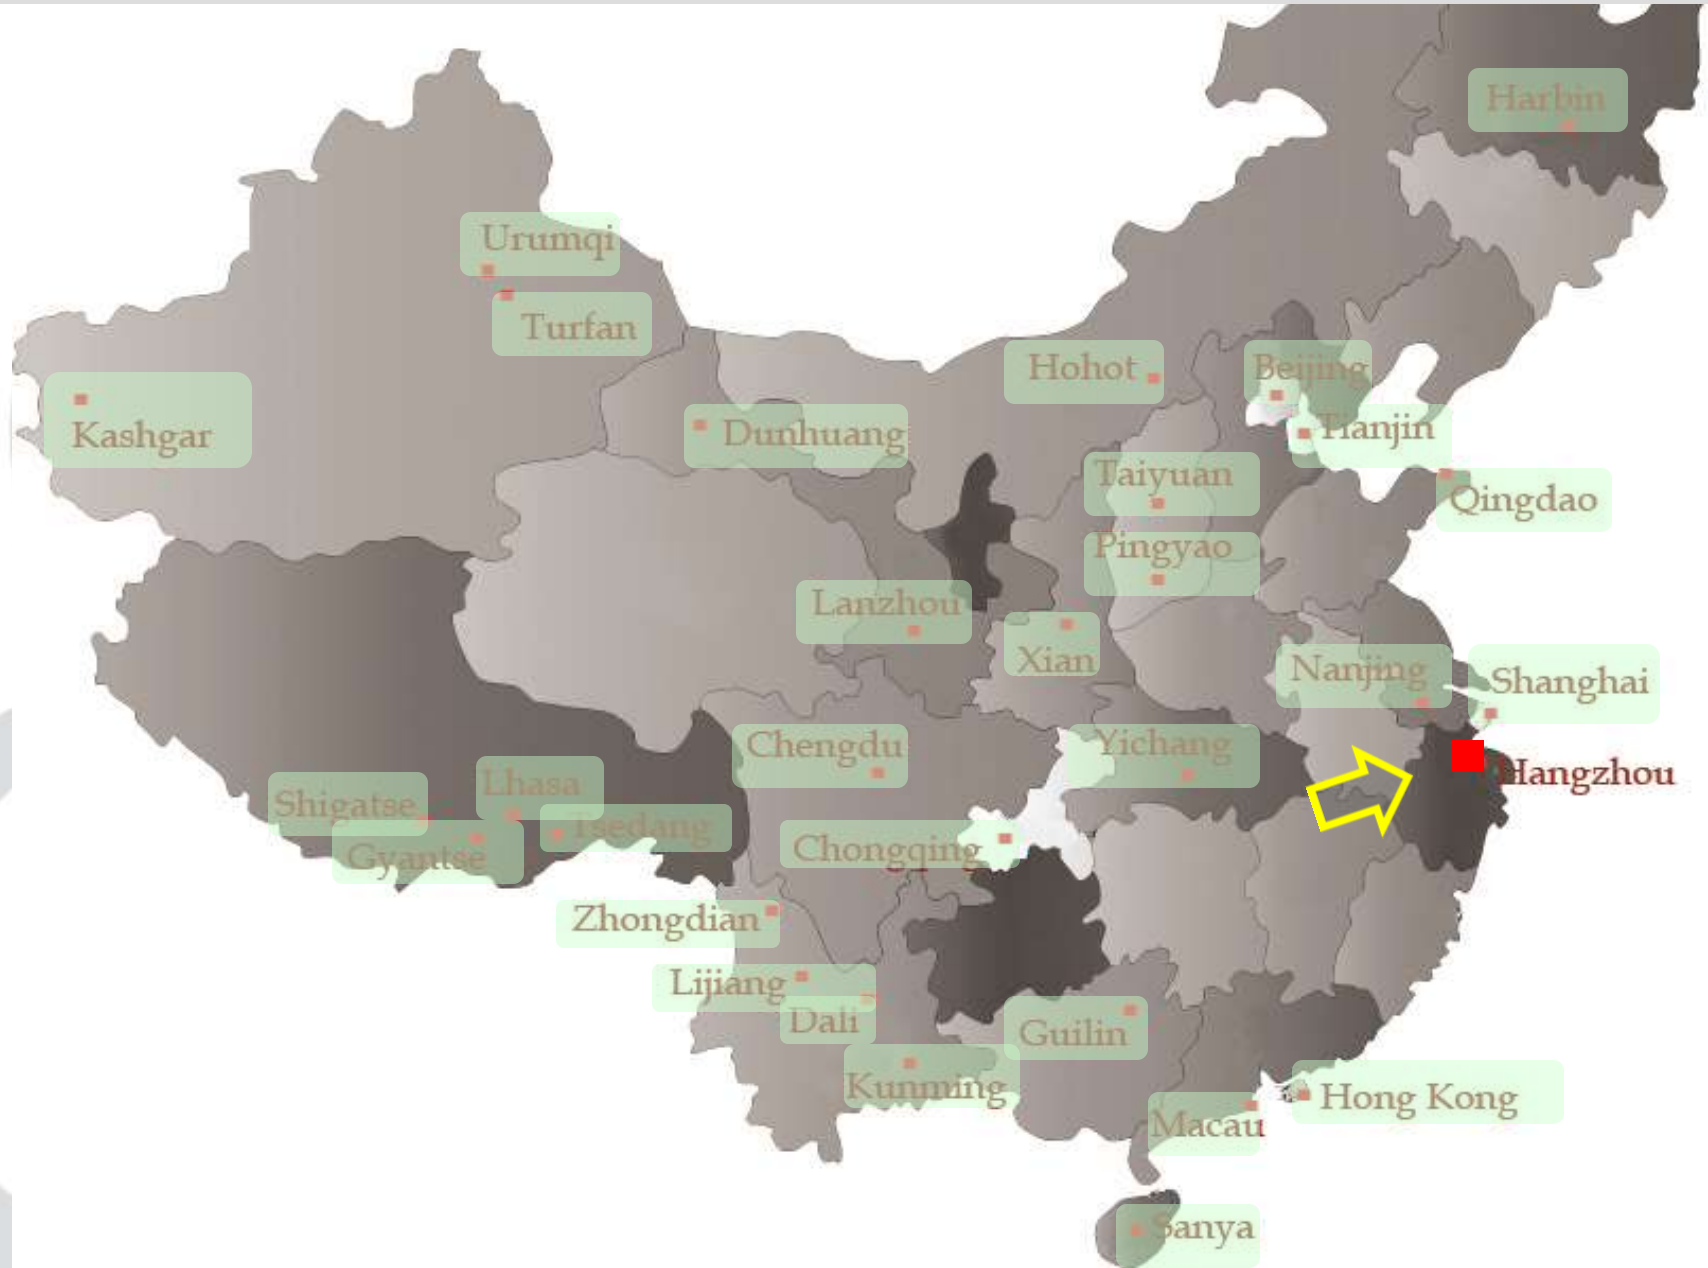 Harbin
Urumqi
Turfan
Hohot
Beijing
Kashgar
Dunhuang
Tianjin
Taiyuan
Qingdao
Pingyao
Lanzhou
Xian
Nanjing
Shanghai
Chengdu
Yichang
Hangzhou
Lhasa
Shigatse
Tsedang
Gyantse
Chongqing
Zhongdian
Lijiang
Dali
Guilin
Kunming
Hong Kong
Macau
Sanya